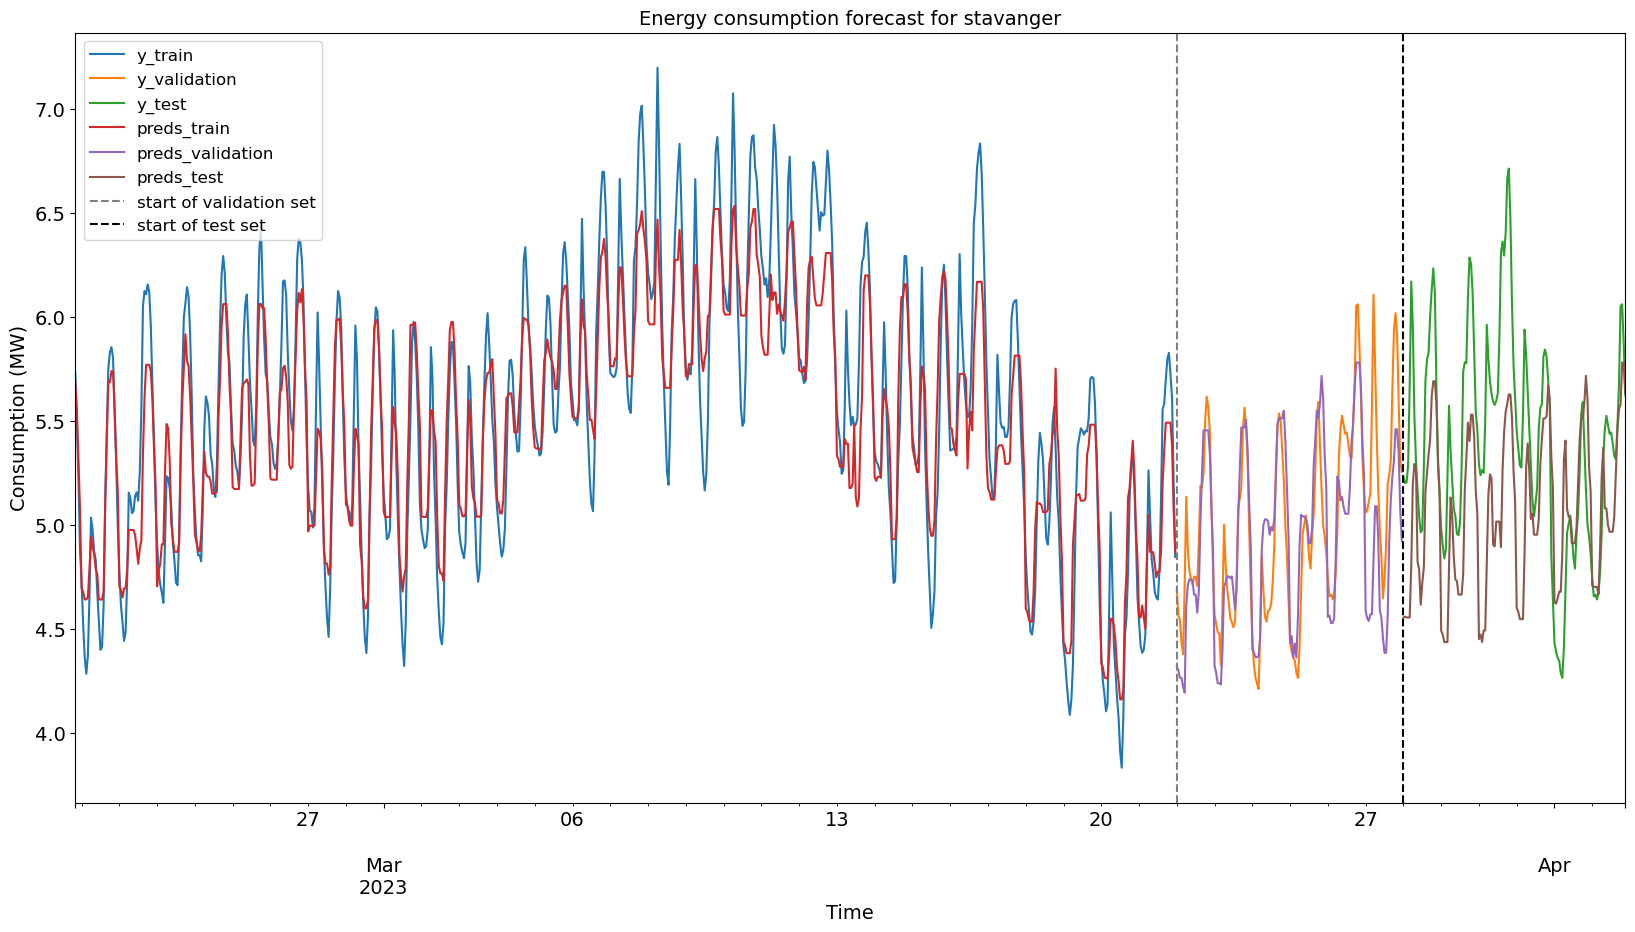 Energy consumption forecast for stavanger
y_train
y_validation
y_test
preds_train
preds_validation
preds_test
start of validation set
start of test set
Consumption (MW)
7.0
6.5
6.0
5.5
5.0
4.5
4.0
27
06
13
20
27
Mar
2023
Apr
Time